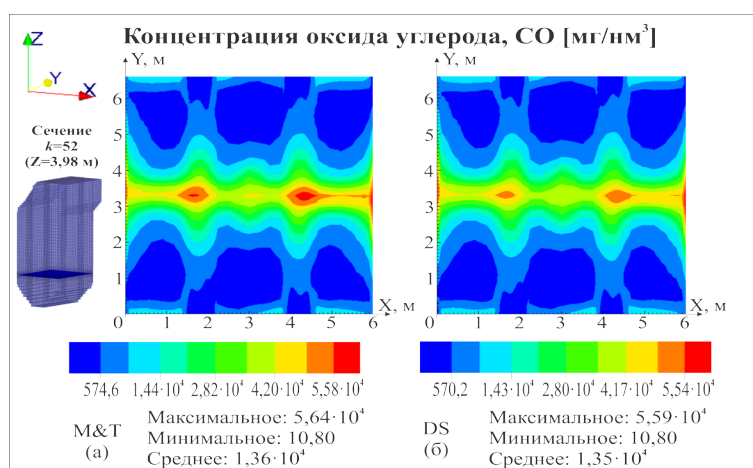 Концентрация оксида углерода, CO [мг/нм³]
Z
Y
X
Сечение
k=52
(Z=3,98 м)
Y, м
6
5
4
3
2
1
0
1
2
3
4
5
6
X, м
Y, м
6
5
4
3
2
1
0
1
2
3
4
5
6
X, м
574,6 1,44·10⁴ 2,82·10⁴ 4,20·10⁴ 5,58·10⁴
570,2 1,43·10⁴ 2,80·10⁴ 4,17·10⁴ 5,54·10⁴
M&T
(а)
Максимальное: 5,64·10⁴
Минимальное: 10,80
Среднее: 1,36·10⁴
DS
(б)
Максимальное: 5,59·10⁴
Минимальное: 10,80
Среднее: 1,35·10⁴